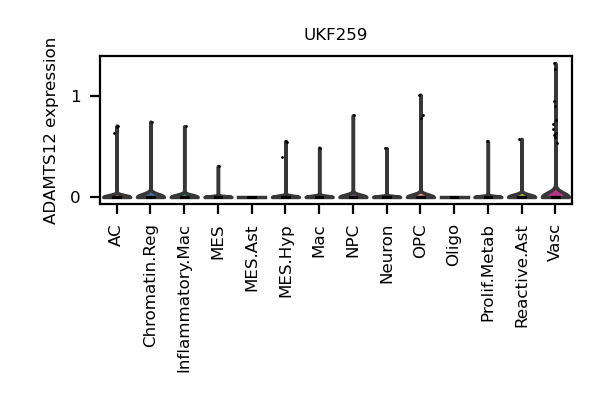 UKF259
ADAMTS12 expression
1
0
AC
Chromatin.Reg
Inflammatory.Mac
MES
MES.Ast
MES.Hyp
Mac
NPC
Neuron
OPC
Oligo
Prolif.Metab
Reactive.Ast
Vasc